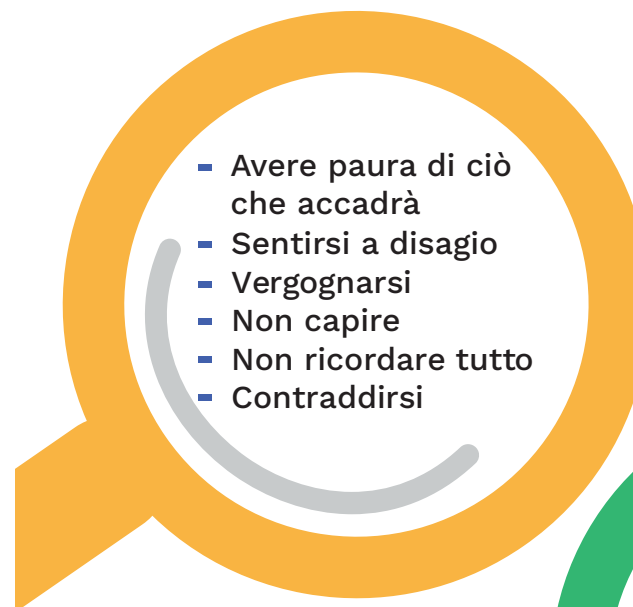 - Avere paura di ciò
che accadrà
- Sentirsi a disagio
- Vergognarsi
- Non capire
- Non ricordare tutto
- Contraddirsi